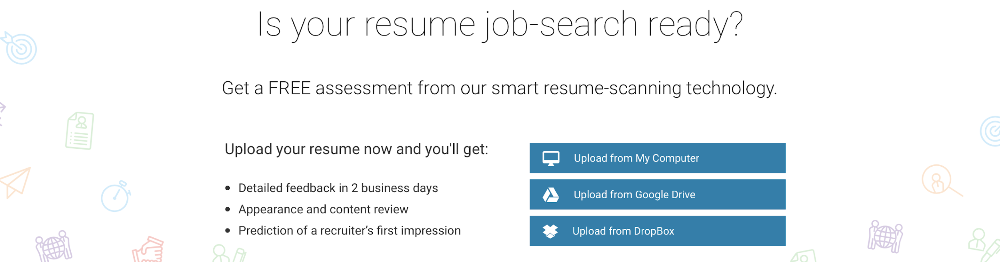 Is your resume job-search ready?
Get a FREE assessment from our smart resume-scanning technology.
Upload your resume now and you'll get:
Detailed feedback in 2 business days
Appearance and content review
Prediction of a recruiter’s first impression
Upload from My Computer
Upload from Google Drive
Upload from DropBox